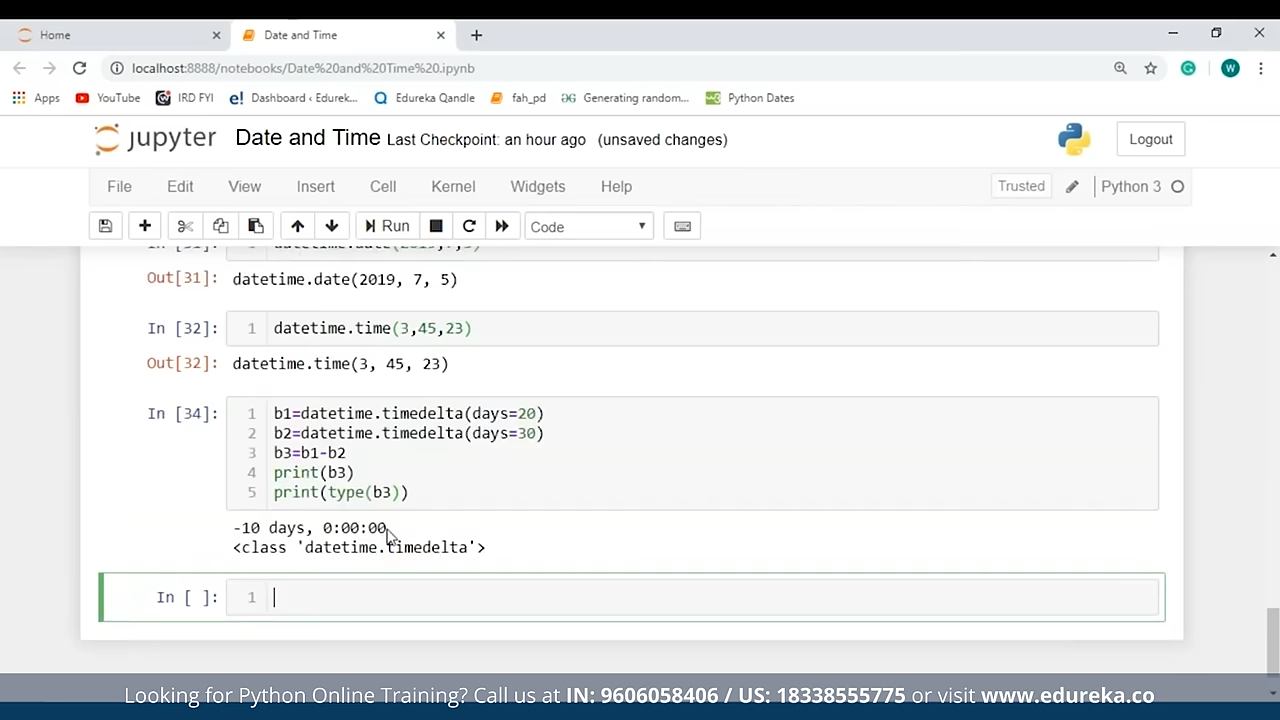 Home
Date and Time
localhost:8888/notebooks/Date%20and%20Time%20.ipynb
Apps YouTube IRD FYI Dashboard ‹ Edurek... Edureka Qandle fah_pd Generating random... Python Dates
jupyter Date and Time Last Checkpoint: an hour ago (unsaved changes)
Logout
File Edit View Insert Cell Kernel Widgets Help
Trusted
Python 3
Run
Code
Out[31]: datetime.date(2019, 7, 5)
In [32]: 1 datetime.time(3,45,23)
Out[32]: datetime.time(3, 45, 23)
In [34]: 1 b1=datetime.timedelta(days=20)
2 b2=datetime.timedelta(days=30)
3 b3=b1-b2
4 print(b3)
5 print(type(b3))
-10 days, 0:00:00
<class 'datetime.timedelta'>
In [ ]: 1
Looking for Python Online Training? Call us at IN: 9606058406 / US: 18338555775 or visit www.edureka.co